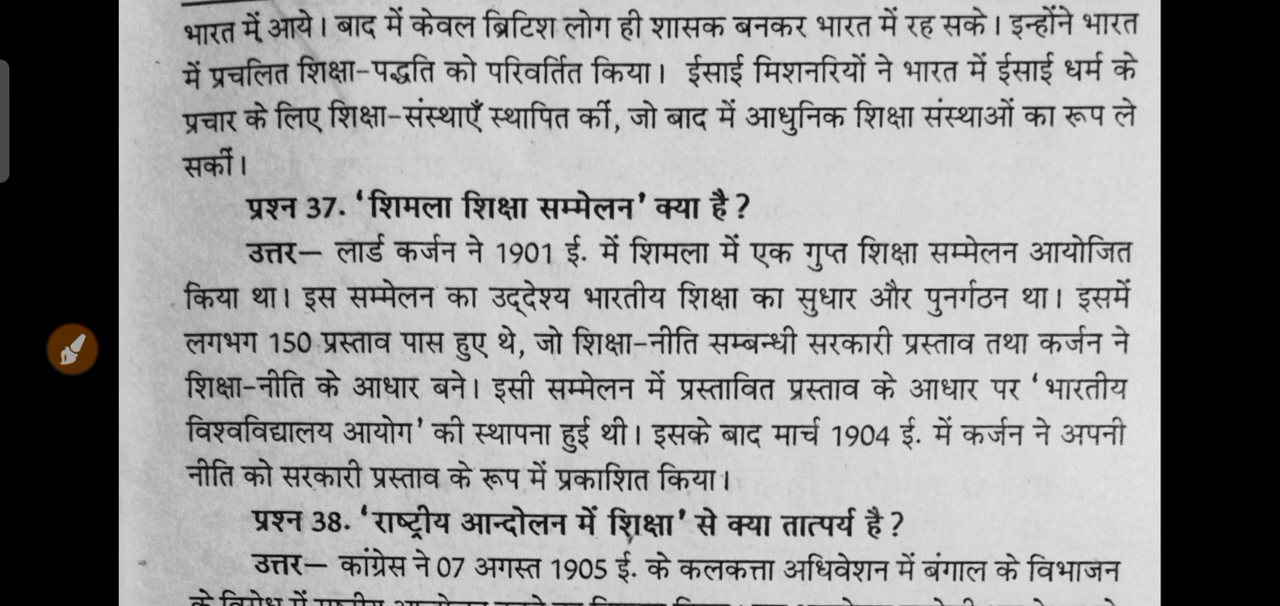 भारत में आये। बाद में केवल ब्रिटिश लोग ही शासक बनकर भारत में रह सके। इन्होंने भारत
में प्रचलित शिक्षा-पद्धति को परिवर्तित किया। ईसाई मिशनरियों ने भारत में ईसाई धर्म के
प्रचार के लिए शिक्षा-संस्थाएँ स्थापित कीं, जो बाद में आधुनिक शिक्षा संस्थाओं का रूप ले
सकीं।
प्रश्न 37. 'शिमला शिक्षा सम्मेलन' क्या है?
उत्तर— लार्ड कर्जन ने 1901 ई. में शिमला में एक गुप्त शिक्षा सम्मेलन आयोजित
किया था। इस सम्मेलन का उद्देश्य भारतीय शिक्षा का सुधार और पुनर्गठन था। इसमें
लगभग 150 प्रस्ताव पास हुए थे, जो शिक्षा-नीति सम्बन्धी सरकारी प्रस्ताव तथा कर्जन ने
शिक्षा-नीति के आधार बने। इसी सम्मेलन में प्रस्तावित प्रस्ताव के आधार पर 'भारतीय
विश्वविद्यालय आयोग' की स्थापना हुई थी। इसके बाद मार्च 1904 ई. में कर्जन ने अपनी
नीति को सरकारी प्रस्ताव के रूप में प्रकाशित किया।
प्रश्न 38. 'राष्ट्रीय आन्दोलन में शिक्षा' से क्या तात्पर्य है?
उत्तर— कांग्रेस ने 07 अगस्त 1905 ई. के कलकत्ता अधिवेशन में बंगाल के विभाजन